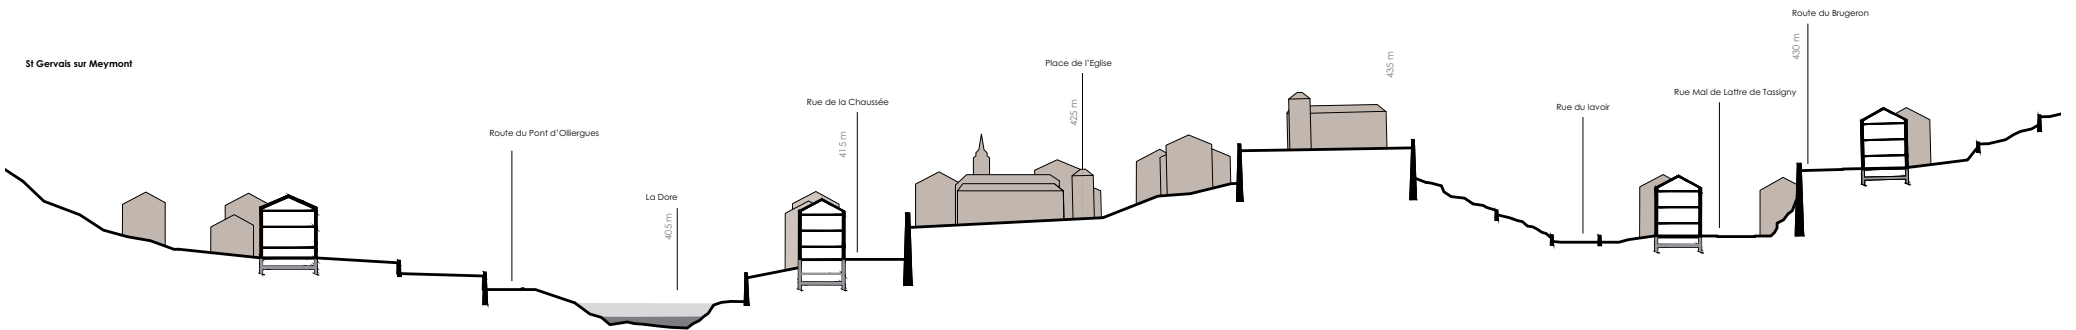 St Gervais sur Meymont
Route du Pont d'Olliergues
La Dore
405 m
Rue de la Chaussée
415 m
Place de l'Eglise
425 m
435 m
Rue du lavoir
Rue Mal de Lattre de Tassigny
Route du Brugeron
430 m